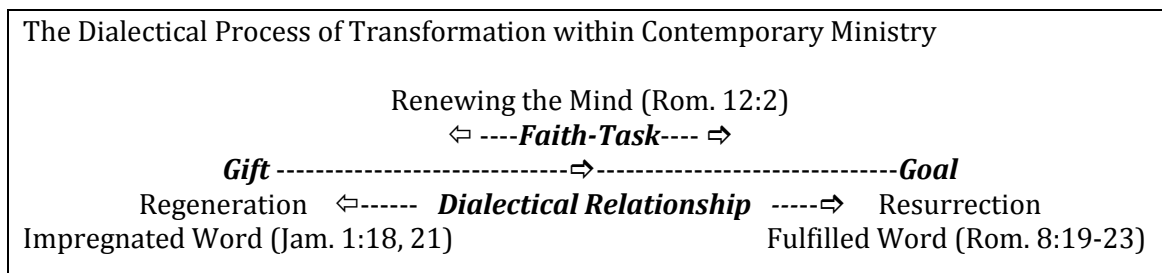 The Dialectical Process of Transformation within Contemporary Ministry
Renewing the Mind (Rom. 12:2)
⇦ ----Faith-Task---- ⇨
Gift -----------------------------⇨-------------------------------Goal
Regeneration ⇦------ Dialectical Relationship -----⇨ Resurrection
Impregnated Word (Jam. 1:18, 21) Fulfilled Word (Rom. 8:19-23)